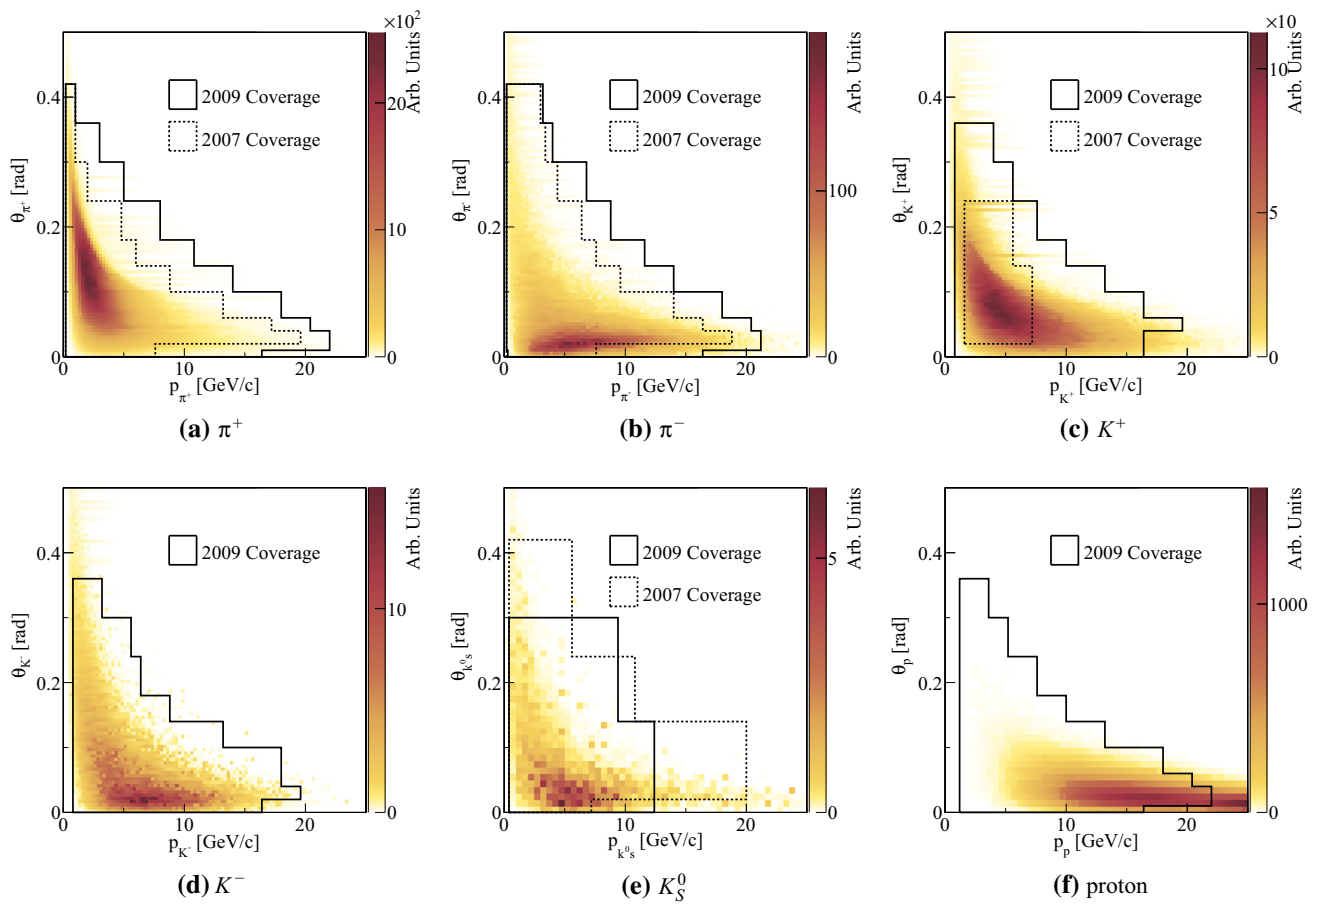 ×10²
Arb. Units
20
10
0
0.4
0.2
0
θπ⁺ [rad]
2009 Coverage
2007 Coverage
0 10 20
pπ⁺ [GeV/c]
(a) π⁺
Arb. Units
100
0
0.4
0.2
0
θπ⁻ [rad]
2009 Coverage
2007 Coverage
0 10 20
pπ⁻ [GeV/c]
(b) π⁻
×10
Arb. Units
10
5
0
0.4
0.2
0
θK⁺ [rad]
2009 Coverage
2007 Coverage
0 10 20
pK⁺ [GeV/c]
(c) K⁺
Arb. Units
10
0
0.4
0.2
0
θK⁻ [rad]
2009 Coverage
0 10 20
pK⁻ [GeV/c]
(d) K⁻
Arb. Units
5
0
0.4
0.2
0
θk⁰s [rad]
2009 Coverage
2007 Coverage
0 10 20
pk⁰s [GeV/c]
(e) K⁰S
Arb. Units
1000
0
0.4
0.2
0
θp [rad]
2009 Coverage
0 10 20
pp [GeV/c]
(f) proton